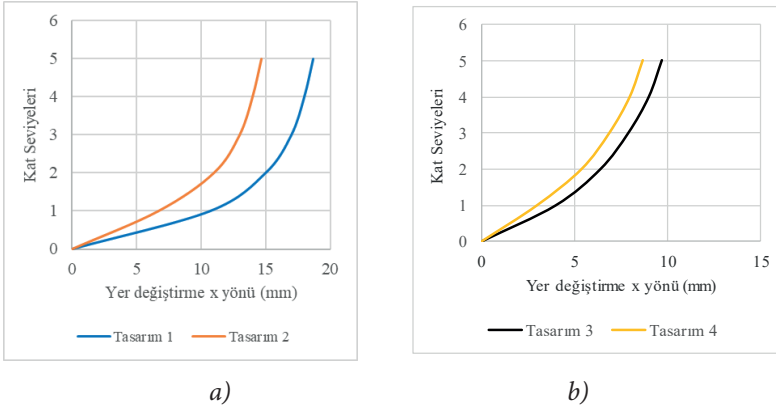 6
5
4
3
2
1
0
Kat Seviyeleri
0 5 10 15 20
Yer değiştirme x yönü (mm)
Tasarım 1 Tasarım 2
a)
6
5
4
3
2
1
0
Kat Seviyeleri
0 5 10 15
Yer değiştirme x yönü (mm)
Tasarım 3 Tasarım 4
b)